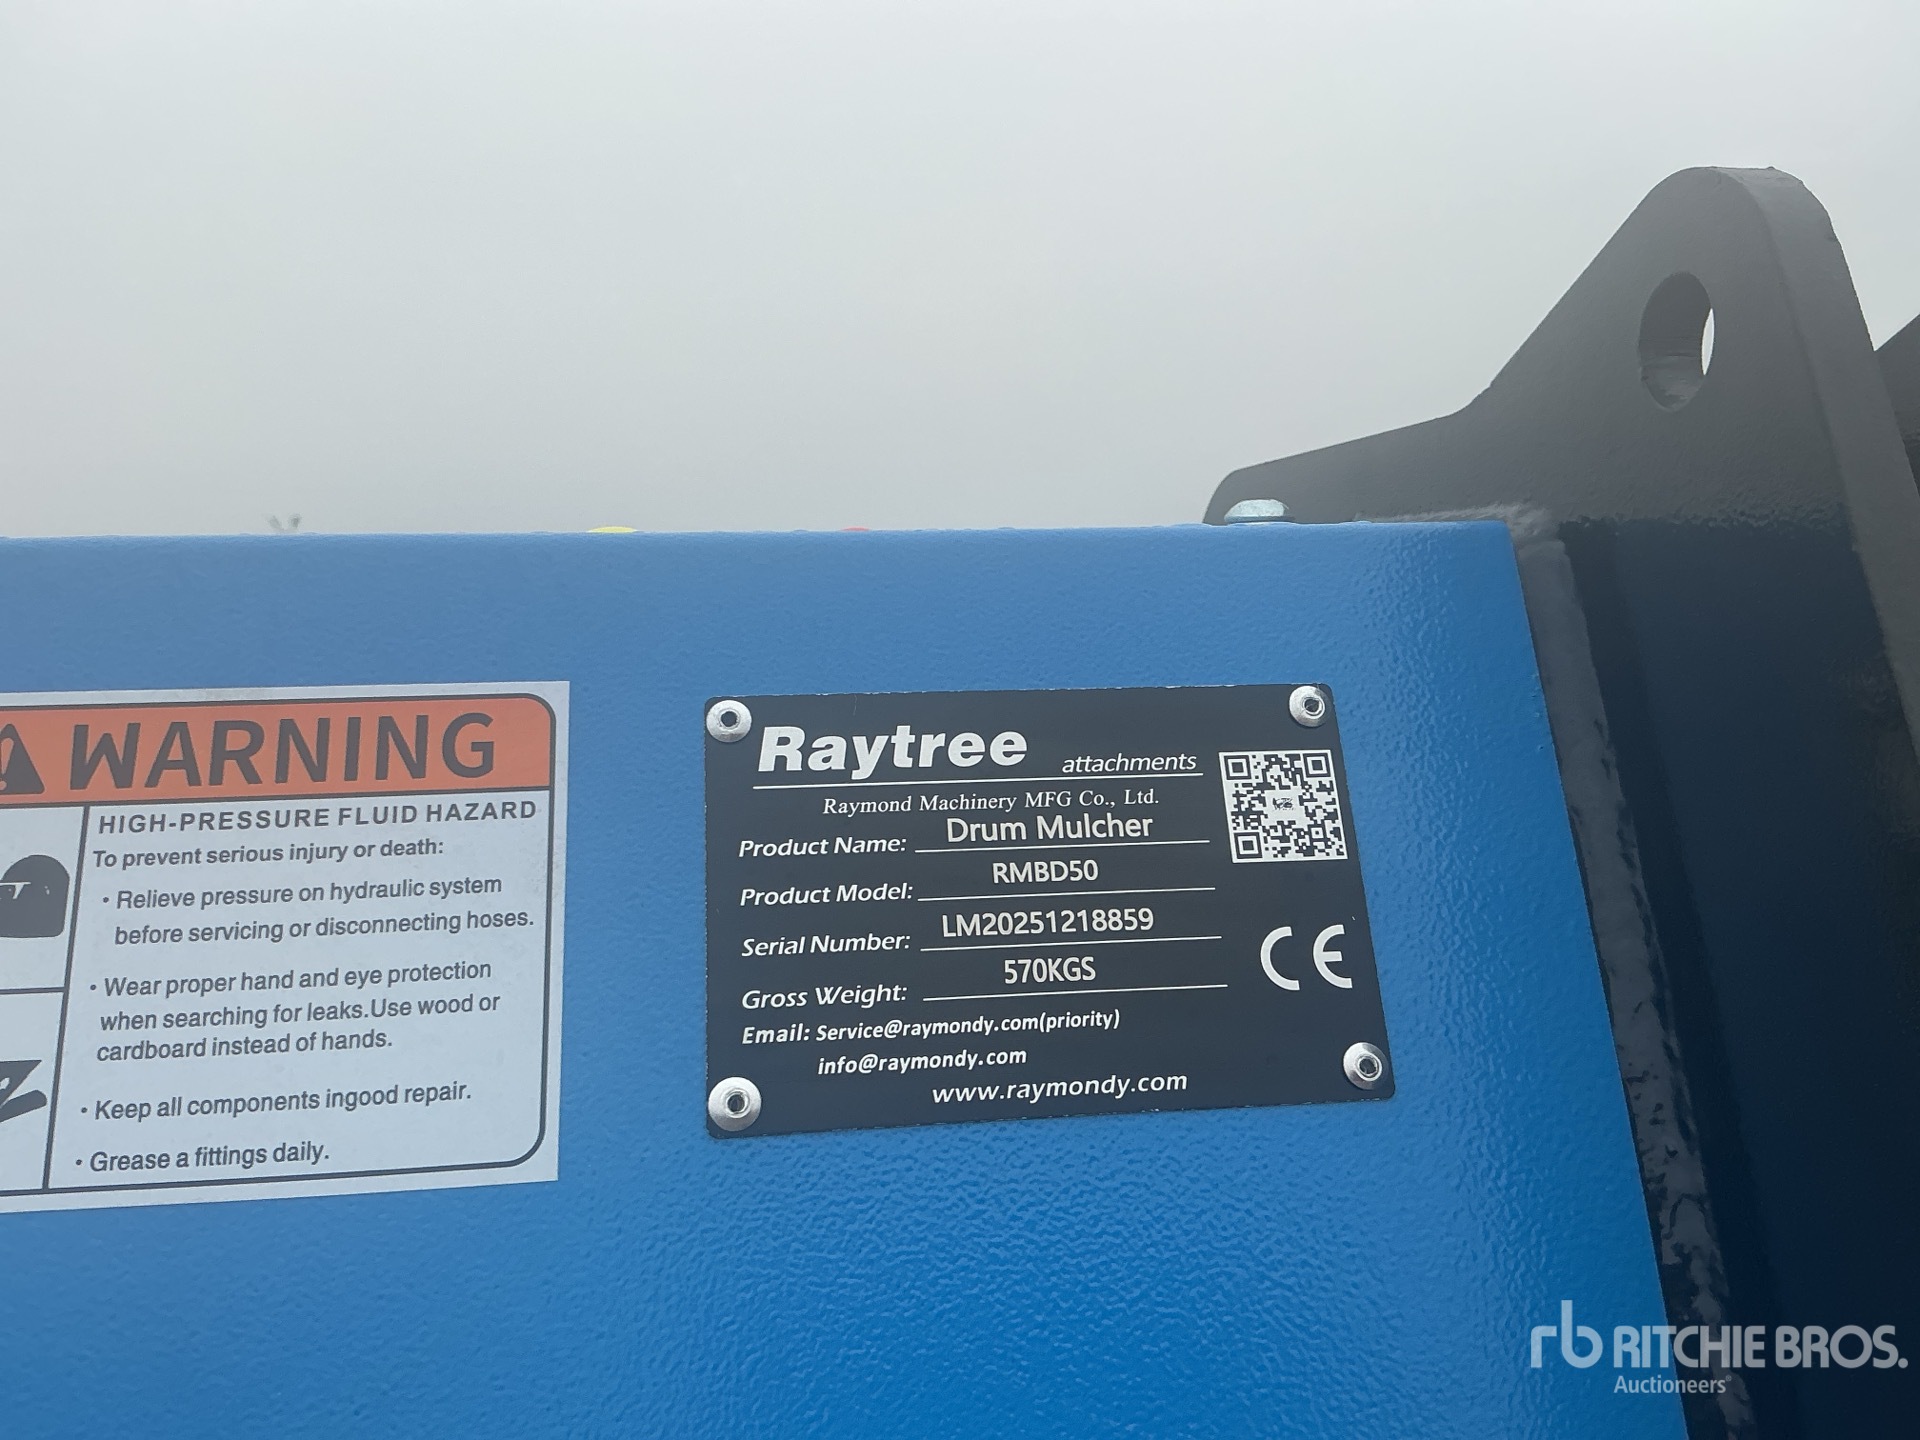 WARNING
HIGH-PRESSURE FLUID HAZARD
To prevent serious injury or death:
• Relieve pressure on hydraulic system
before servicing or disconnecting hoses.
• Wear proper hand and eye protection
when searching for leaks.Use wood or
cardboard instead of hands.
• Keep all components ingood repair.
• Grease a fittings daily.
Raytree attachments
Raymond Machinery MFG Co., Ltd.
Product Name: Drum Mulcher
Product Model: RMBD50
Serial Number: LM20251218859
Gross Weight: 570KGS
CE
Email: Service@raymondy.com(priority)
info@raymondy.com
www.raymondy.com
rb RITCHIE BROS.
Auctioneers